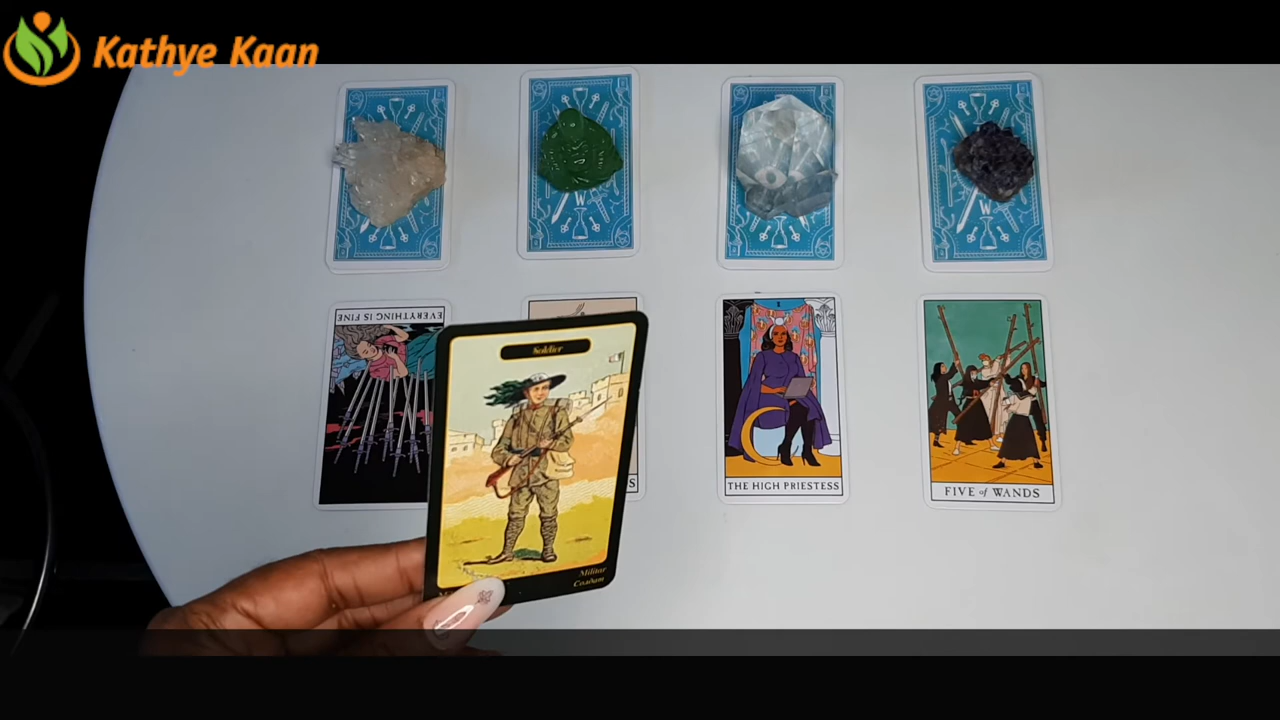 Kathye Kaan
EVERYTHING IS FINE
Soldier
I
THE HIGH PRIESTESS
FIVE of WANDS
S
W
W
Militar
Солдат